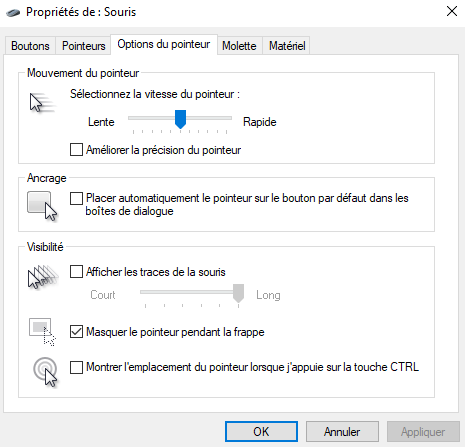 Propriétés de : Souris
Boutons Pointeurs Options du pointeur Molette Matériel
Mouvement du pointeur
Sélectionnez la vitesse du pointeur :
Lente Rapide
Améliorer la précision du pointeur
Ancrage
Placer automatiquement le pointeur sur le bouton par défaut dans les
boîtes de dialogue
Visibilité
Afficher les traces de la souris
Court Long
Masquer le pointeur pendant la frappe
Montrer l'emplacement du pointeur lorsque j'appuie sur la touche CTRL
OK Annuler Appliquer